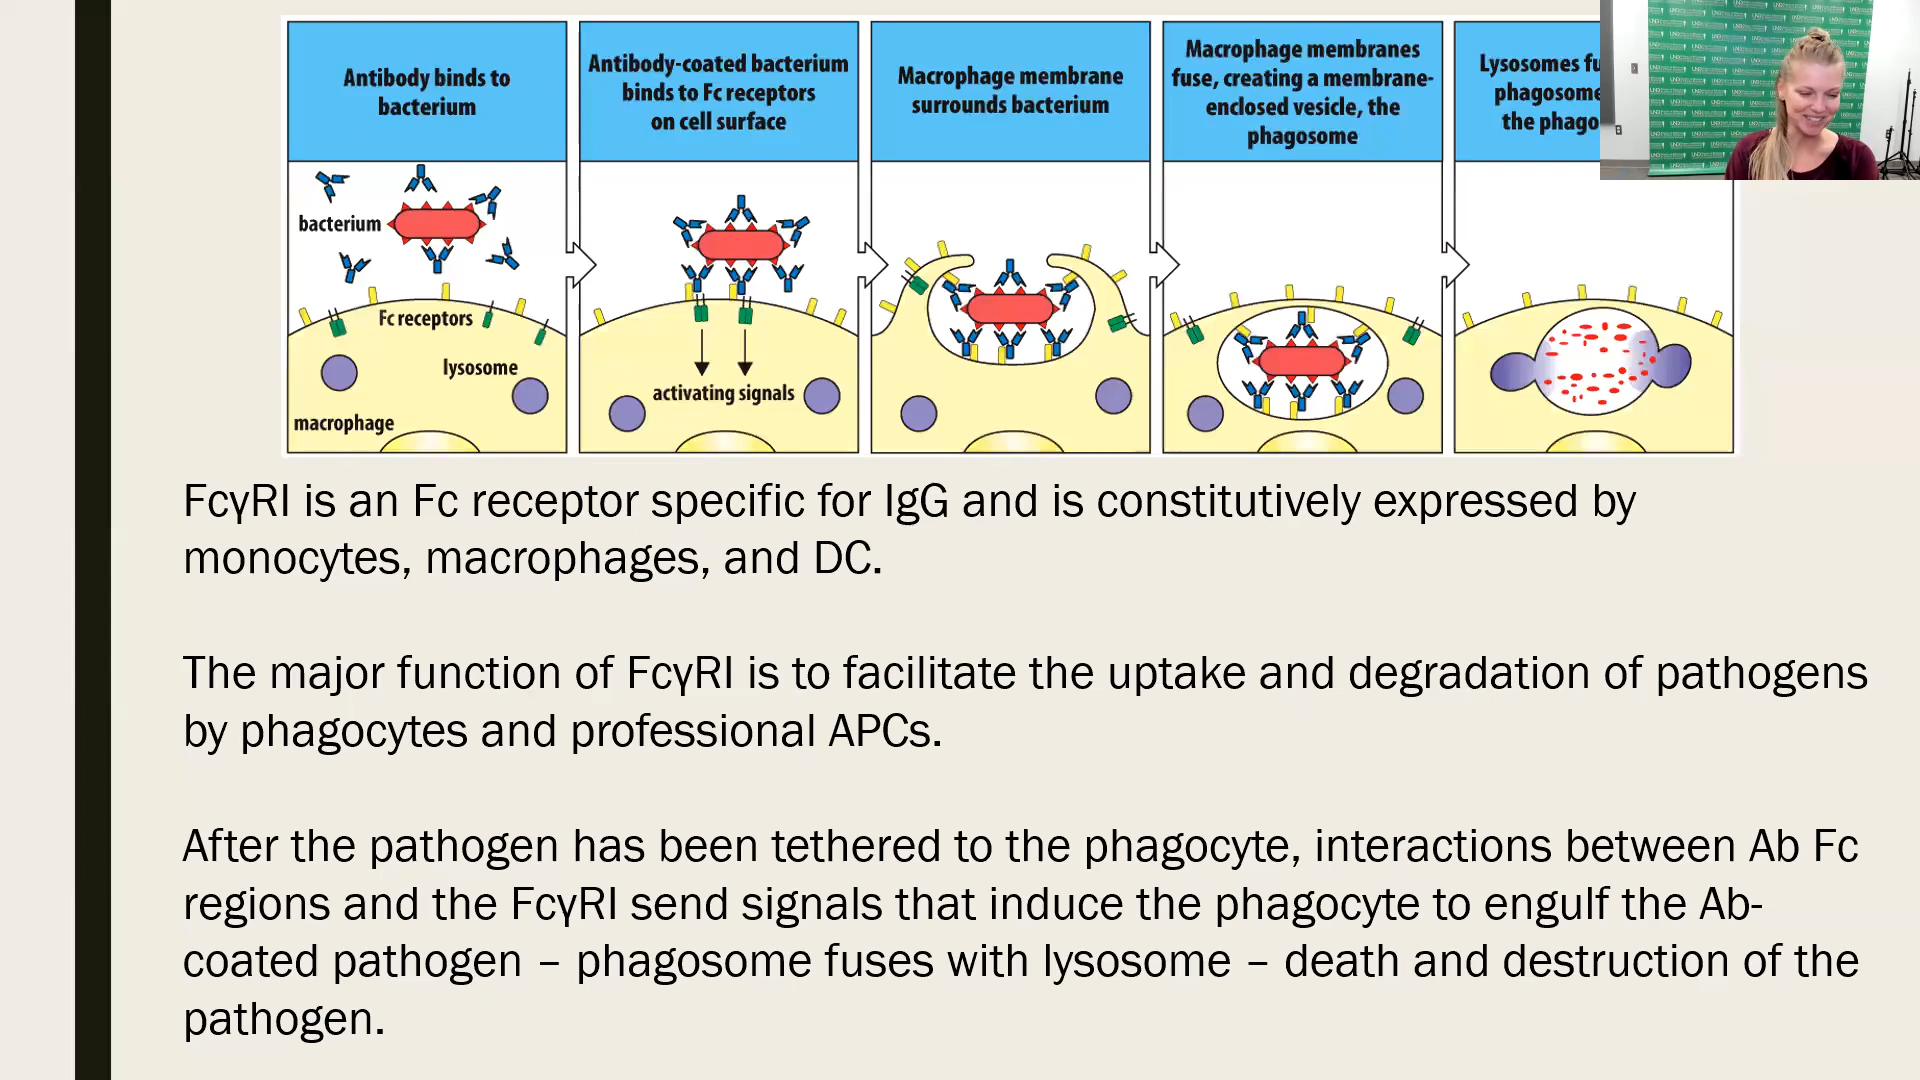 Antibody binds to
bacterium
Antibody-coated bacterium
binds to Fc receptors
on cell surface
Macrophage membrane
surrounds bacterium
Macrophage membranes
fuse, creating a membrane-
enclosed vesicle, the
phagosome
Lysosomes
phagosome
the
bacterium
Fc receptors
lysosome
macrophage
activating signals
FcγRI is an Fc receptor specific for IgG and is constitutively expressed by
monocytes, macrophages, and DC.
The major function of FcγRI is to facilitate the uptake and degradation of pathogens
by phagocytes and professional APCs.
After the pathogen has been tethered to the phagocyte, interactions between Ab Fc
regions and the FcγRI send signals that induce the phagocyte to engulf the Ab-
coated pathogen – phagosome fuses with lysosome – death and destruction of the
pathogen.